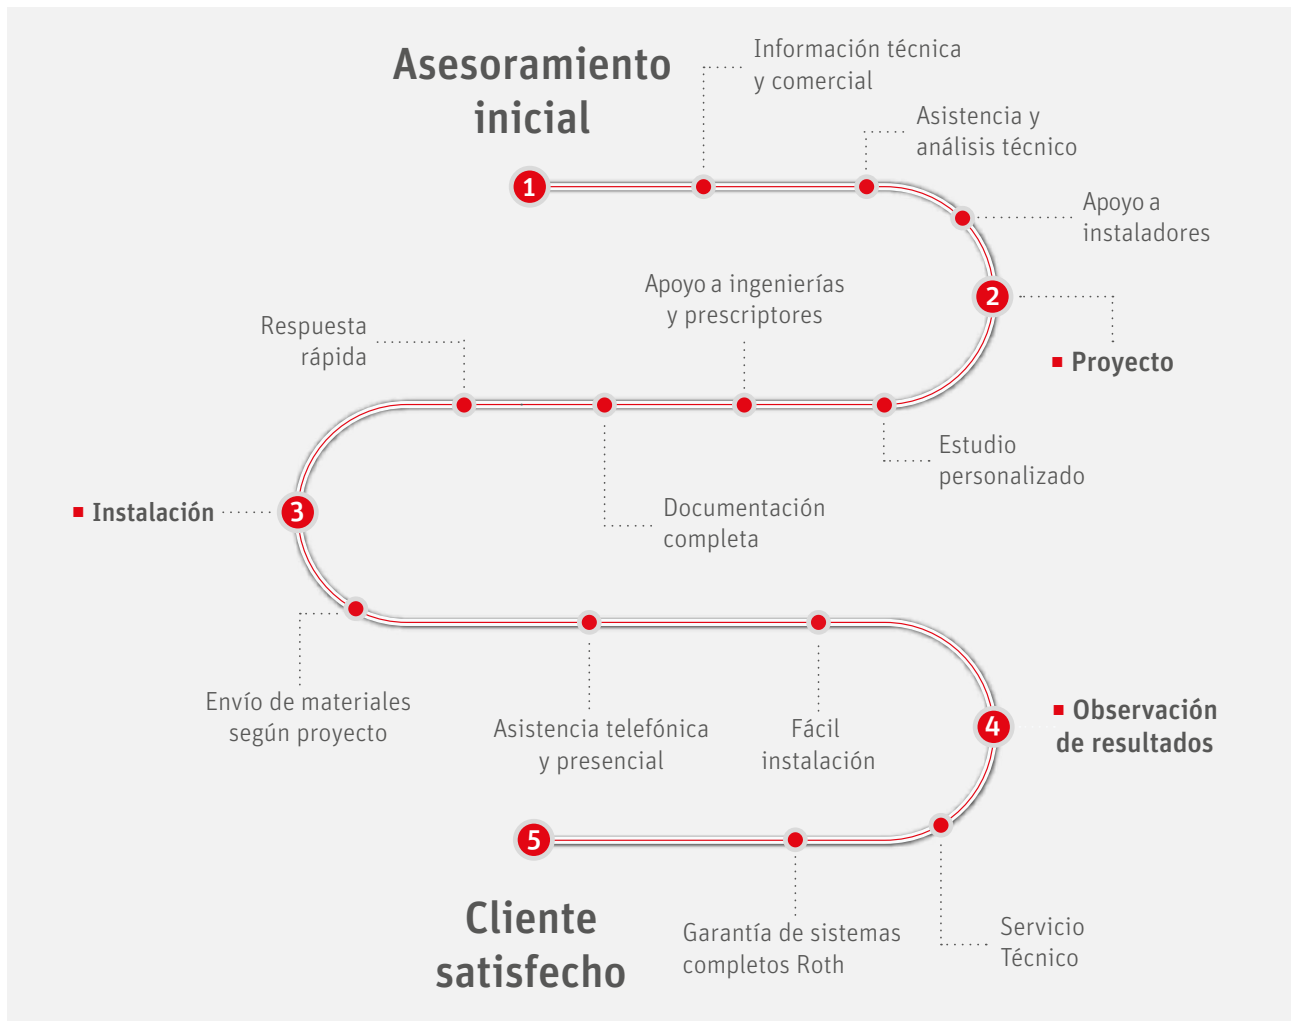 Asesoramiento
inicial
Información técnica
y comercial
Asistencia y
análisis técnico
1
Apoyo a
instaladores
2
■ Proyecto
Apoyo a ingenierías
y prescriptores
Respuesta
rápida
Estudio
personalizado
Documentación
completa
■ Instalación
3
Envío de materiales
según proyecto
Asistencia telefónica
y presencial
Fácil
instalación
4
■ Observación
de resultados
5
Cliente
satisfecho
Garantía de sistemas
completos Roth
Servicio
Técnico